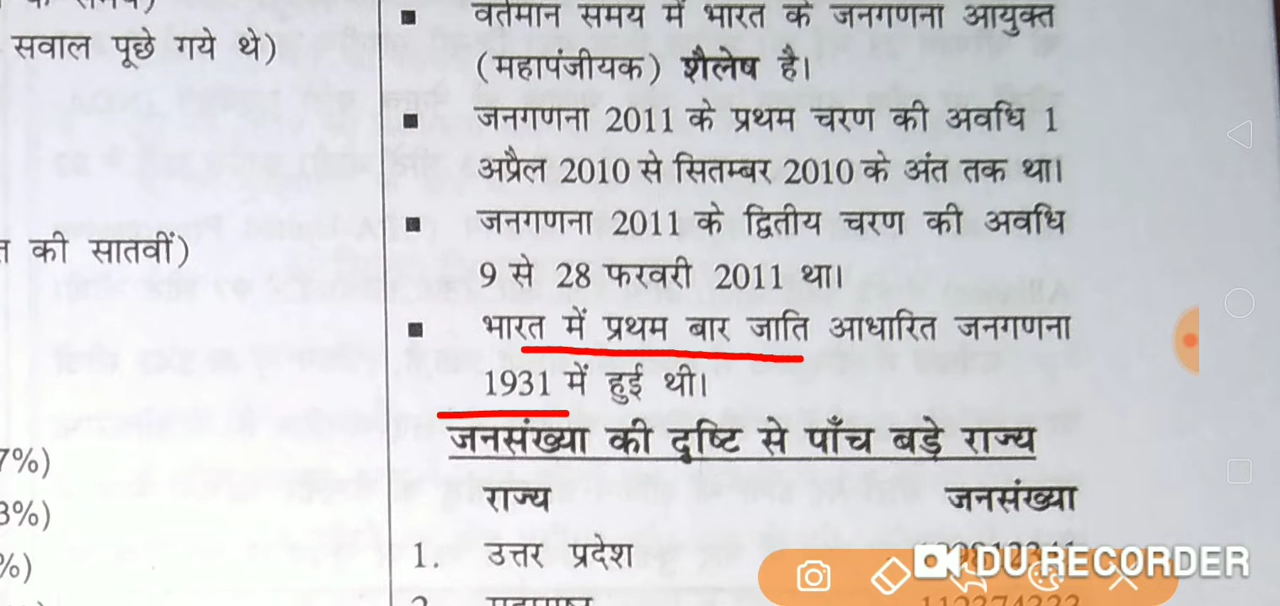 सवाल पूछे गये थे)
की सातवीं)
7%)
3%)
%)
वर्तमान समय में भारत के जनगणना आयुक्त
(महापंजीयक) शैलेष है।
जनगणना 2011 के प्रथम चरण की अवधि 1
अप्रैल 2010 से सितम्बर 2010 के अंत तक था।
जनगणना 2011 के द्वितीय चरण की अवधि
9 से 28 फरवरी 2011 था।
भारत में प्रथम बार जाति आधारित जनगणना
1931 में हुई थी।
जनसंख्या की दृष्टि से पाँच बड़े राज्य
राज्य जनसंख्या
1. उत्तर प्रदेश
2.
DU RECORDER